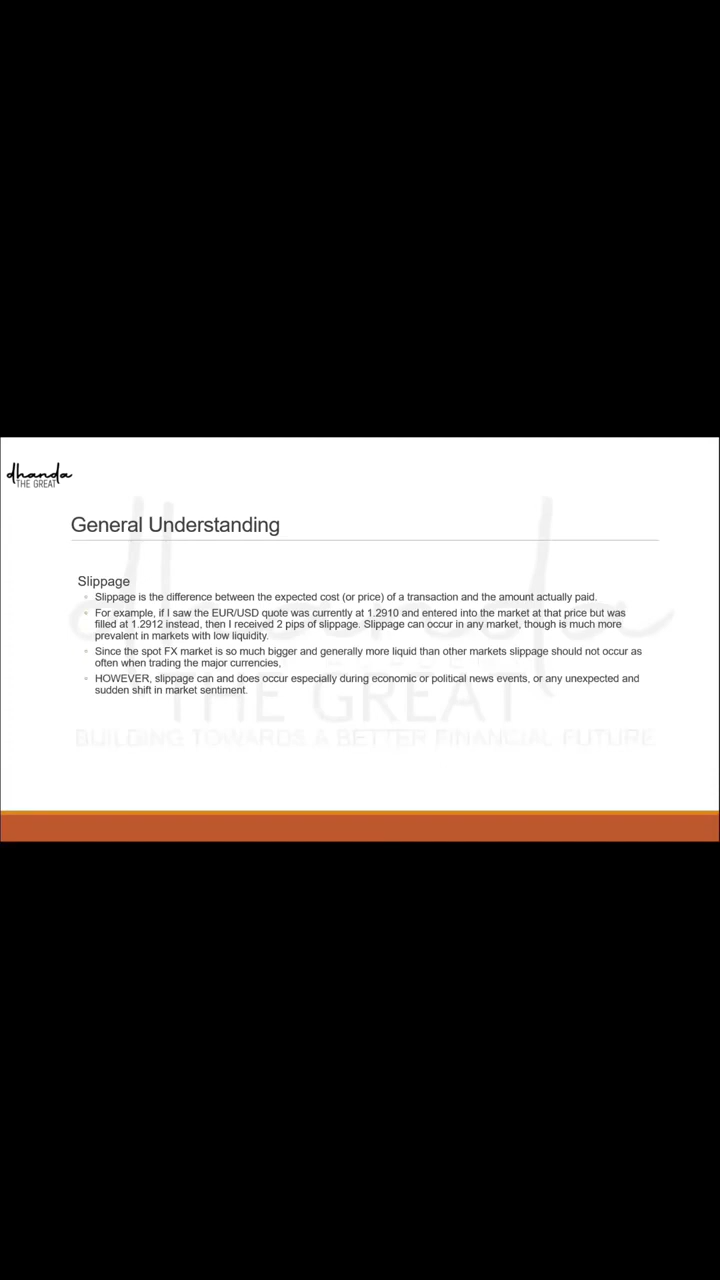 dhanda
THE GREAT
General Understanding
Slippage
Slippage is the difference between the expected cost (or price) of a transaction and the amount actually paid.
For example, if I saw the EUR/USD quote was currently at 1.2910 and entered into the market at that price but was
filled at 1.2912 instead, then I received 2 pips of slippage. Slippage can occur in any market, though is much more
prevalent in markets with low liquidity.
Since the spot FX market is so much bigger and generally more liquid than other markets slippage should not occur as
often when trading the major currencies,
HOWEVER, slippage can and does occur especially during economic or political news events, or any unexpected and
sudden shift in market sentiment.
dhanda
THE GREAT
BUILDING TOWARDS A BETTER FINANCIAL FUTURE